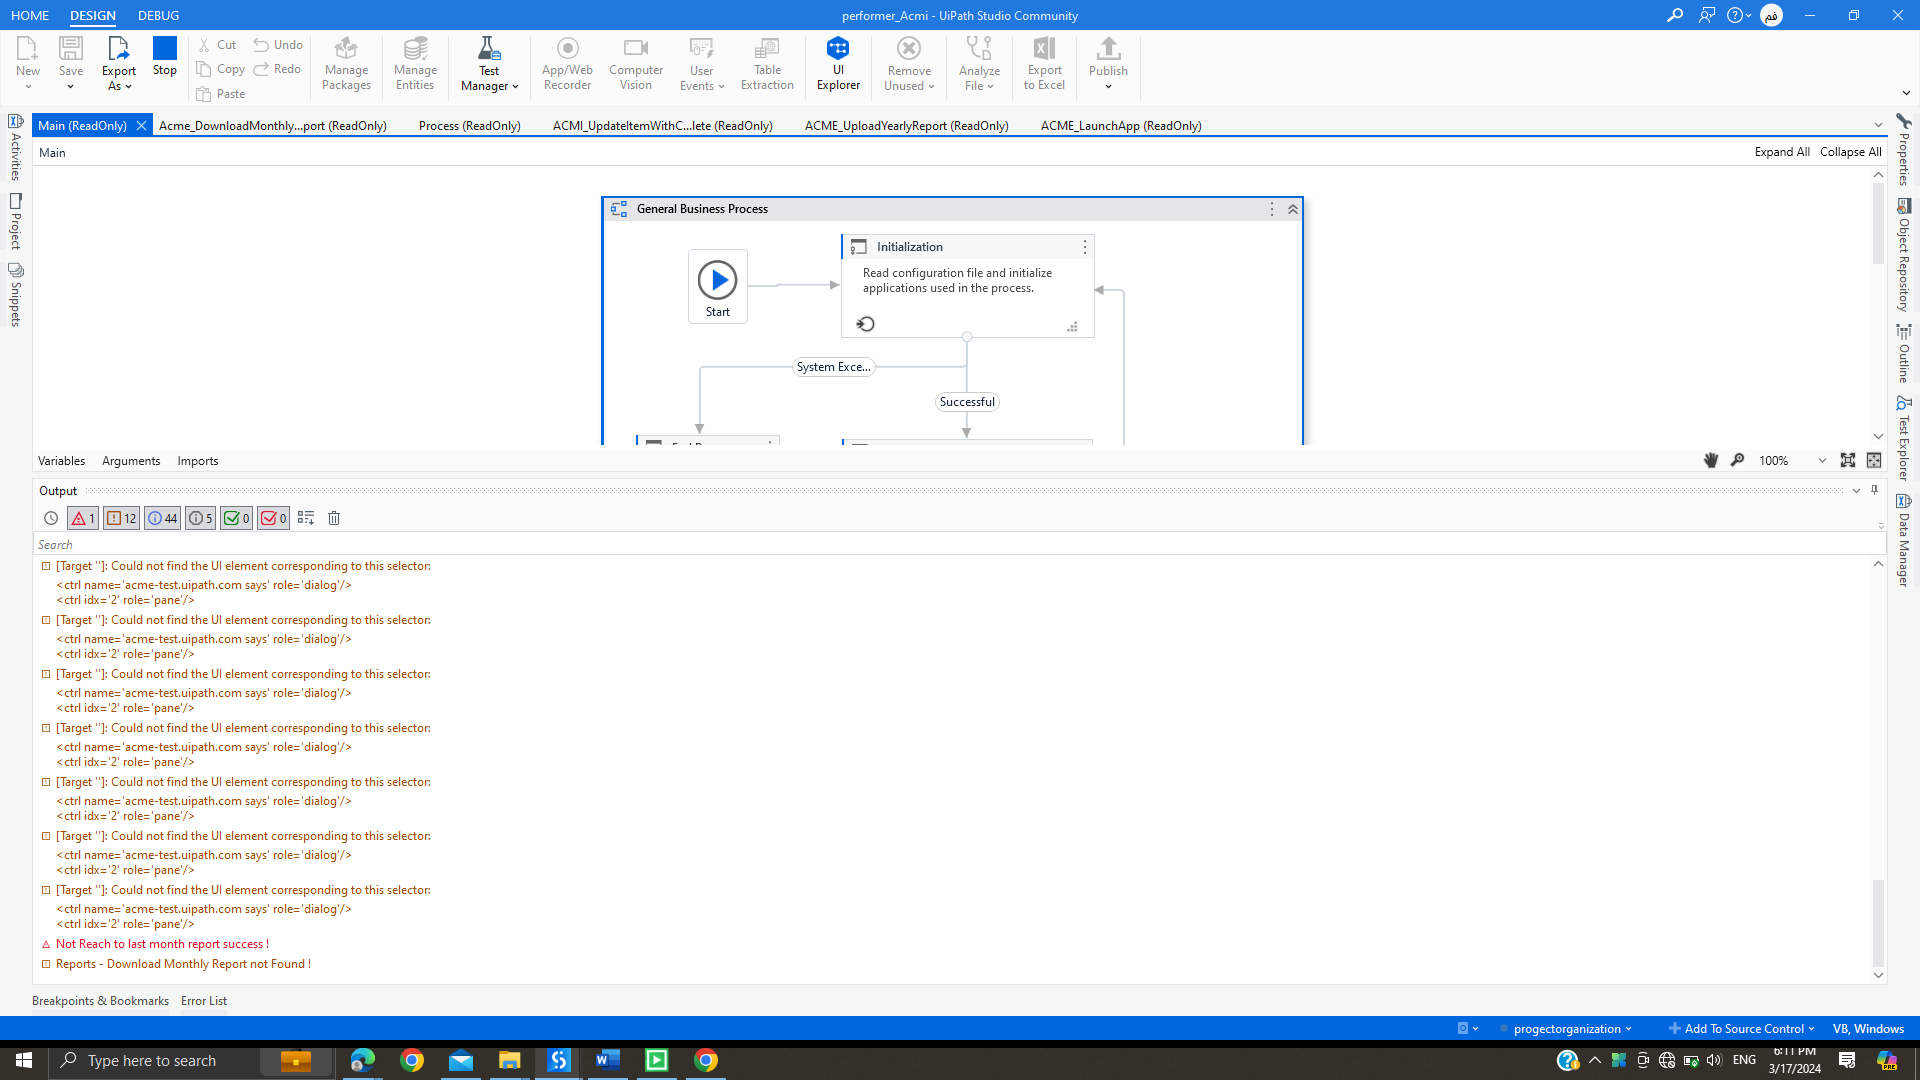 HOME DESIGN DEBUG
performer_Acmi - UiPath Studio Community
فم
New
Save
Export As
Stop
Cut
Copy
Paste
Undo
Redo
Manage Packages
Manage Entities
Test Manager
App/Web Recorder
Computer Vision
User Events
Table Extraction
UI Explorer
Remove Unused
Analyze File
Export to Excel
Publish
Main (ReadOnly)
Acme_DownloadMonthly...port (ReadOnly)
Process (ReadOnly)
ACMI_UpdateItemWithC...lete (ReadOnly)
ACME_UploadYearlyReport (ReadOnly)
ACME_LaunchApp (ReadOnly)
Main
Expand All Collapse All
Activities
Project
Snippets
Properties
Object Repository
Outline
Test Explorer
Data Manager
General Business Process
Start
Initialization
Read configuration file and initialize
applications used in the process.
System Exce...
Successful
Variables Arguments Imports
100%
Output
1 12 44 5 0 0
Search
[Target '']: Could not find the UI element corresponding to this selector:
<ctrl name='acme-test.uipath.com says' role='dialog'/>
<ctrl idx='2' role='pane'/>
[Target '']: Could not find the UI element corresponding to this selector:
<ctrl name='acme-test.uipath.com says' role='dialog'/>
<ctrl idx='2' role='pane'/>
[Target '']: Could not find the UI element corresponding to this selector:
<ctrl name='acme-test.uipath.com says' role='dialog'/>
<ctrl idx='2' role='pane'/>
[Target '']: Could not find the UI element corresponding to this selector:
<ctrl name='acme-test.uipath.com says' role='dialog'/>
<ctrl idx='2' role='pane'/>
[Target '']: Could not find the UI element corresponding to this selector:
<ctrl name='acme-test.uipath.com says' role='dialog'/>
<ctrl idx='2' role='pane'/>
[Target '']: Could not find the UI element corresponding to this selector:
<ctrl name='acme-test.uipath.com says' role='dialog'/>
<ctrl idx='2' role='pane'/>
[Target '']: Could not find the UI element corresponding to this selector:
<ctrl name='acme-test.uipath.com says' role='dialog'/>
<ctrl idx='2' role='pane'/>
Not Reach to last month report success !
Reports - Download Monthly Report not Found !
Breakpoints & Bookmarks Error List
progectorganization
Add To Source Control
VB, Windows
Type here to search
ENG
6:11 PM
3/17/2024